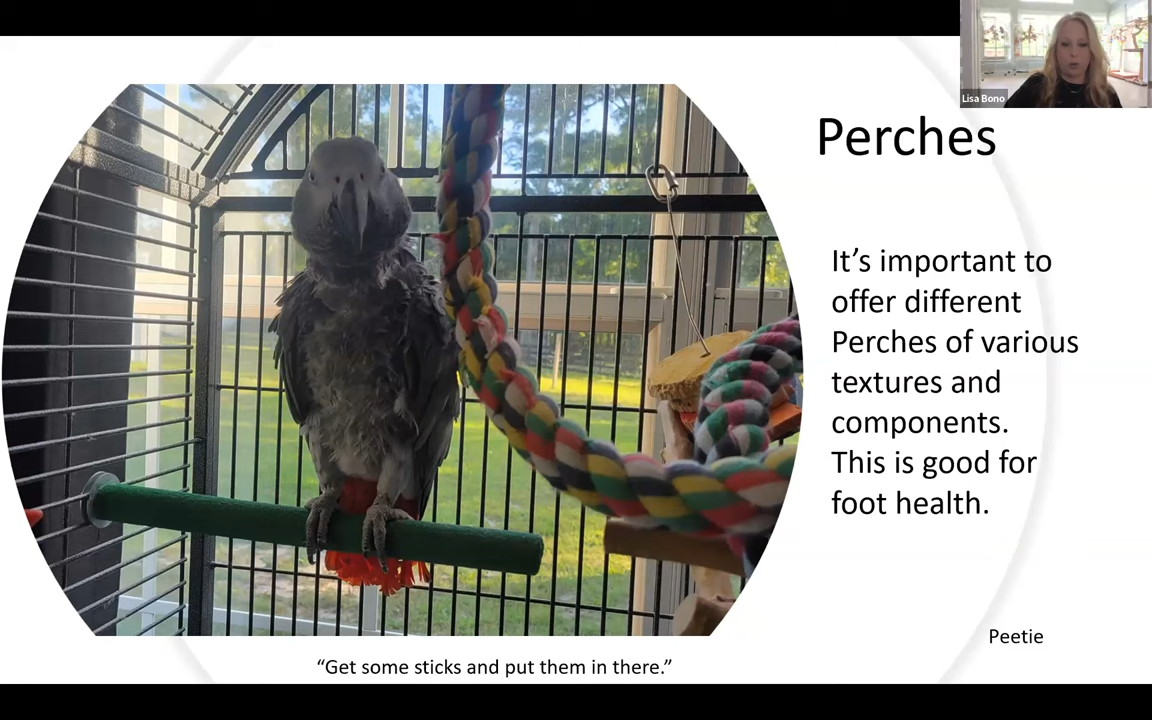 Lisa Bono
Perches
It’s important to
offer different
Perches of various
textures and
components.
This is good for
foot health.
Peetie
“Get some sticks and put them in there.”